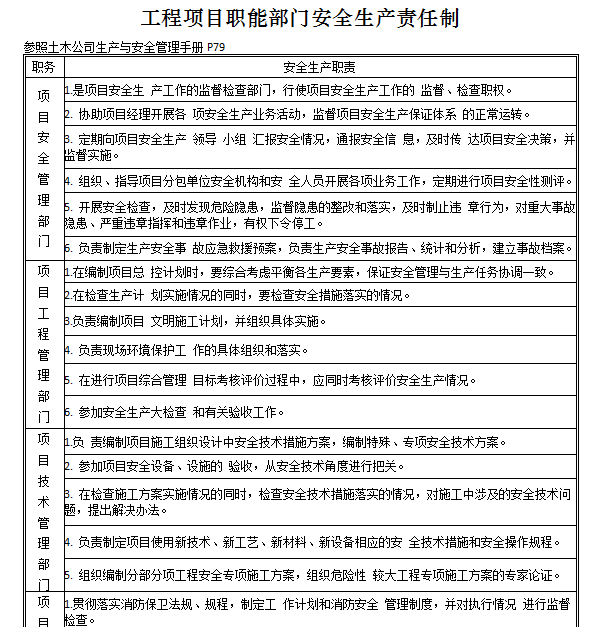 工程项目职能部门安全生产责任制
参照土木公司生产与安全管理手册 P79
职务 安全生产职责
项目安全管理部门
1.是项目安全生 产工作的监督检查部门，行使项目安全生产工作的 监督、检查职权。
2. 协助项目经理开展各 项安全生产业务活动，监督项目安全生产保证体系 的正常运转。
3. 定期向项目安全生产 领导 小组 汇报安全情况，通报安全信 息，及时传 达项目安全决策，并
监督实施。
4. 组织、指导项目分包单位安全机构和安 全人员开展各项业务工作，定期进行项目安全性测评。
5. 开展安全检查，及时发现危险隐患，监督隐患的整改和落实，及时制止违 章行为，对重大事故
隐患、严重违章指挥和违章作业，有权下令停工。
6. 负责制定生产安全事 故应急救援预案，负责生产安全事故报告、统计和分析，建立事故档案。
项目工程管理部门
1.在编制项目总 控计划时，要综合考虑平衡各生产要素，保证安全管理与生产任务协调一致。
2.在检查生产计 划实施情况的同时，要检查安全措施落实的情况。
3.负责编制项目 文明施工计划，并组织具体实施。
4. 负责现场环境保护工 作的具体组织和落实。
5. 在进行项目综合管理 目标考核评价过程中，应同时考核评价安全生产情况。
6. 参加安全生产大检查 和有关验收工作。
项目技术管理部门
1.负 责编制项目施工组织设计中安全技术措施方案，编制特殊、专项安全技术方案。
2. 参加项目安全设备、设施的 验收，从安全技术角度进行把关。
3. 在检查施工方案实施情况的同时，检查安全技术措施落实的情况，对施工中涉及的安全技术问
题，提出解决办法。
4. 负责制定项目使用新技术、新工艺、新材料、新设备相应的安 全技术措施和安全操作规程。
5. 组织编制分部分项工程安全专项施工方案，组织危险性 较大工程专项施工方案的专家论证。
项目
1.贯彻落实消防保卫法规、规程，制定工 作计划和消防安全 管理制度，并对执行情况 进行监督
检查。